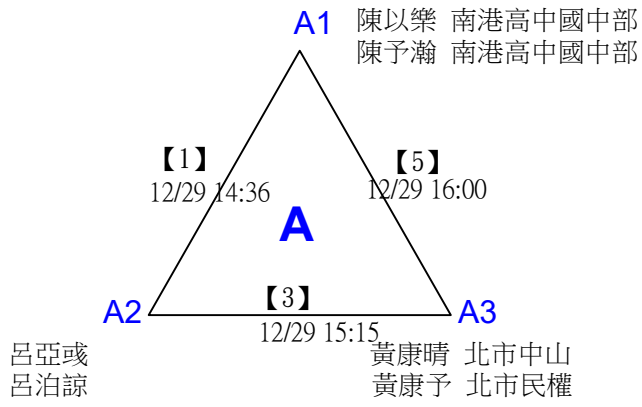 A1 陳以樂 南港高中國中部
陳予瀚 南港高中國中部
【1】
12/29 14:36
【5】
12/29 16:00
A
【3】
12/29 15:15
A2
A3
呂亞彧
呂泊諒
黃康晴 北市中山
黃康予 北市民權